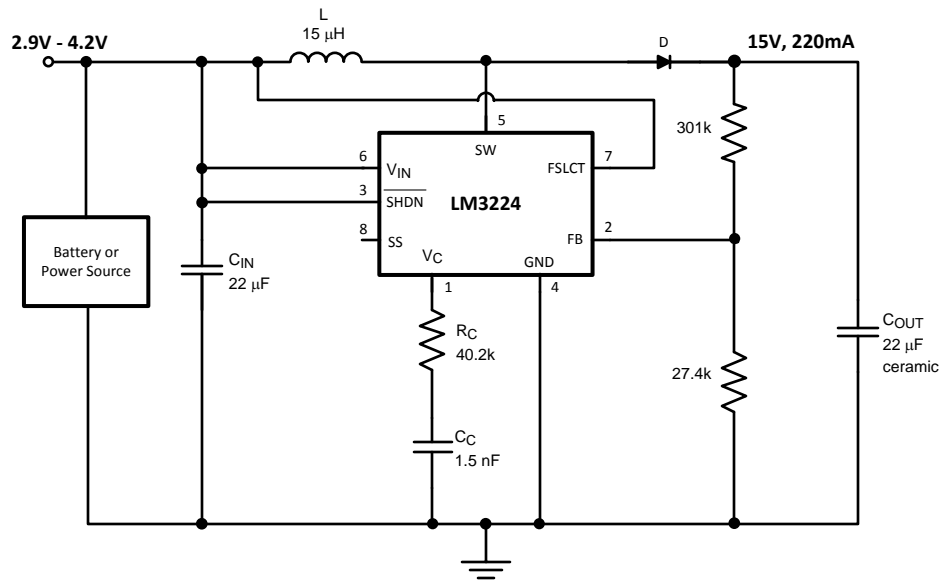 L
15 μH
2.9V - 4.2V
D
15V, 220mA
5
SW
301k
6
VIN
FSLCT
7
3
SHDN
LM3224
8
SS
FB
2
Battery or
Power Source
CIN
22 μF
VC
GND
1
4
RC
40.2k
COUT
22 μF
ceramic
27.4k
CC
1.5 nF